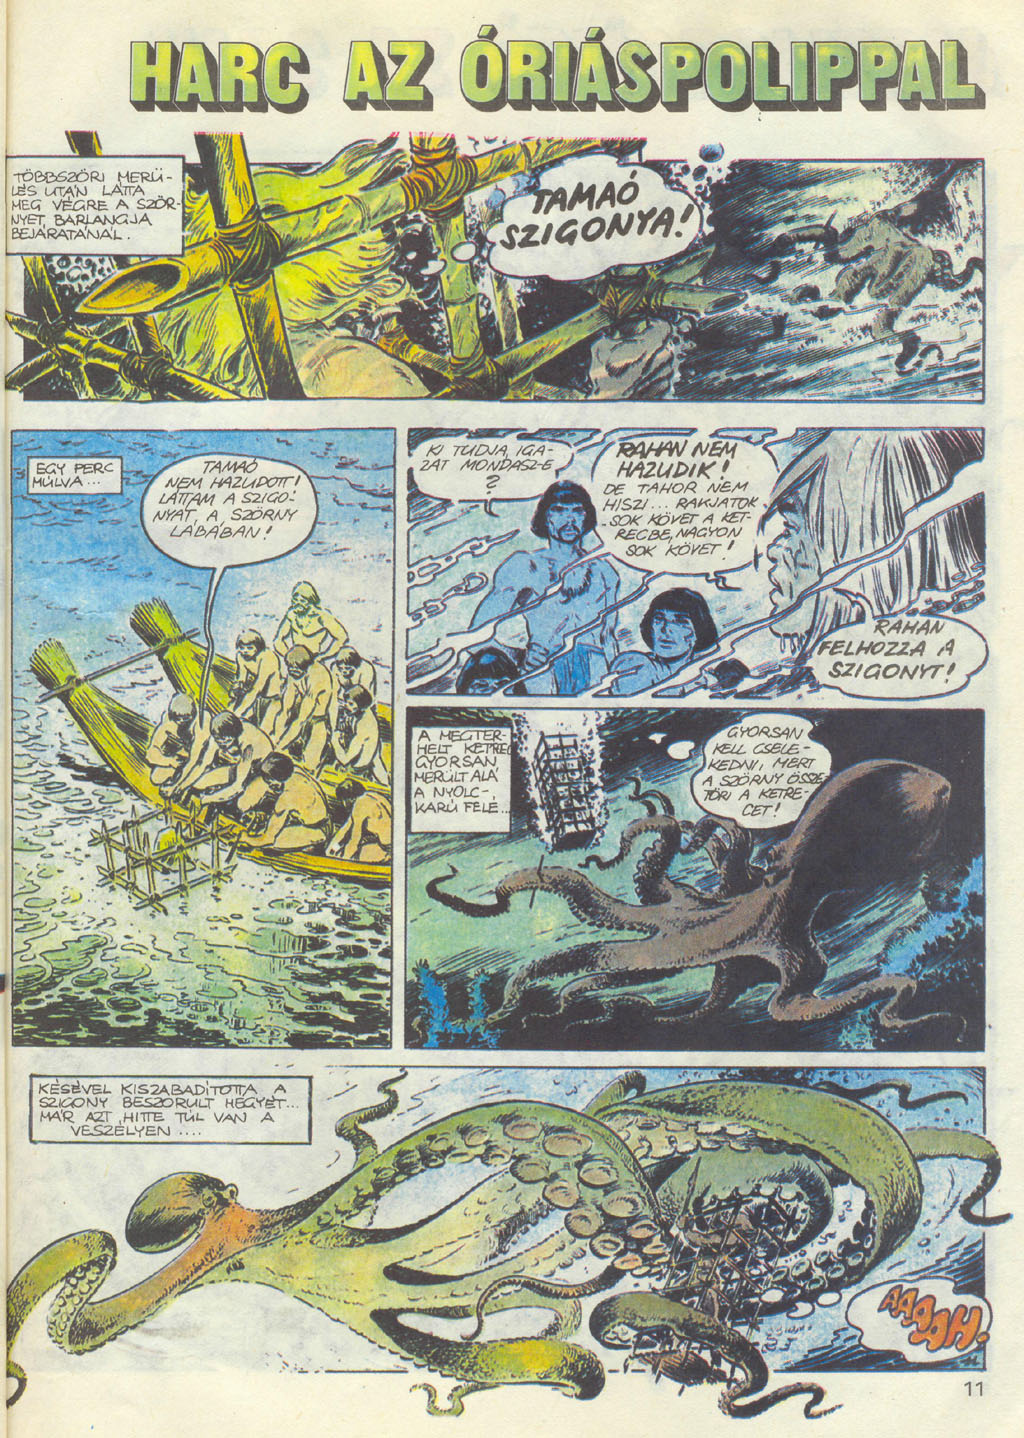 HARC AZ ÓRIÁSPOLIPPAL
TÖBBSZÖRI MERÜ-
LÉS UTÁN LÁTTA
MEG VÉGRE A SZÖR-
NYET, BARLANGJA
BEJÁRATÁNÁL.
TAMAÓ
SZIGONYA!
EGY PERC
MÚLVA...
TAMAÓ
NEM HAZUDOTT!
LÁTTAM A SZIGO-
NYÁT, A SZÖRNY
LÁBÁBAN!
KI TUDJA, IGA-
ZAT MONDASZ-E
?
RAHAN NEM
HAZUDIK!
DE TAHOR NEM
HISZI... RAKJATOK
SOK KÖVET A KET-
RECBE, NAGYON
SOK KÖVET!
RAHAN
FELHOZZA A
SZIGONYT!
A MEGTER-
HELT KETREC
GYORSAN
MERÜLT ALÁ
A NYOLC-
KARÚ FELÉ...
GYORSAN
KELL CSELE-
KEDNI, MERT
A SZÖRNY ÖSSZE-
TÖRI A KETRE-
CET!
KÉSÉVEL KISZABADÍTOTTA A
SZIGONY BESZORULT HEGYÉT...
MÁR AZT HITTE TÚL VAN A
VESZÉLYEN....
AAAAH!
11